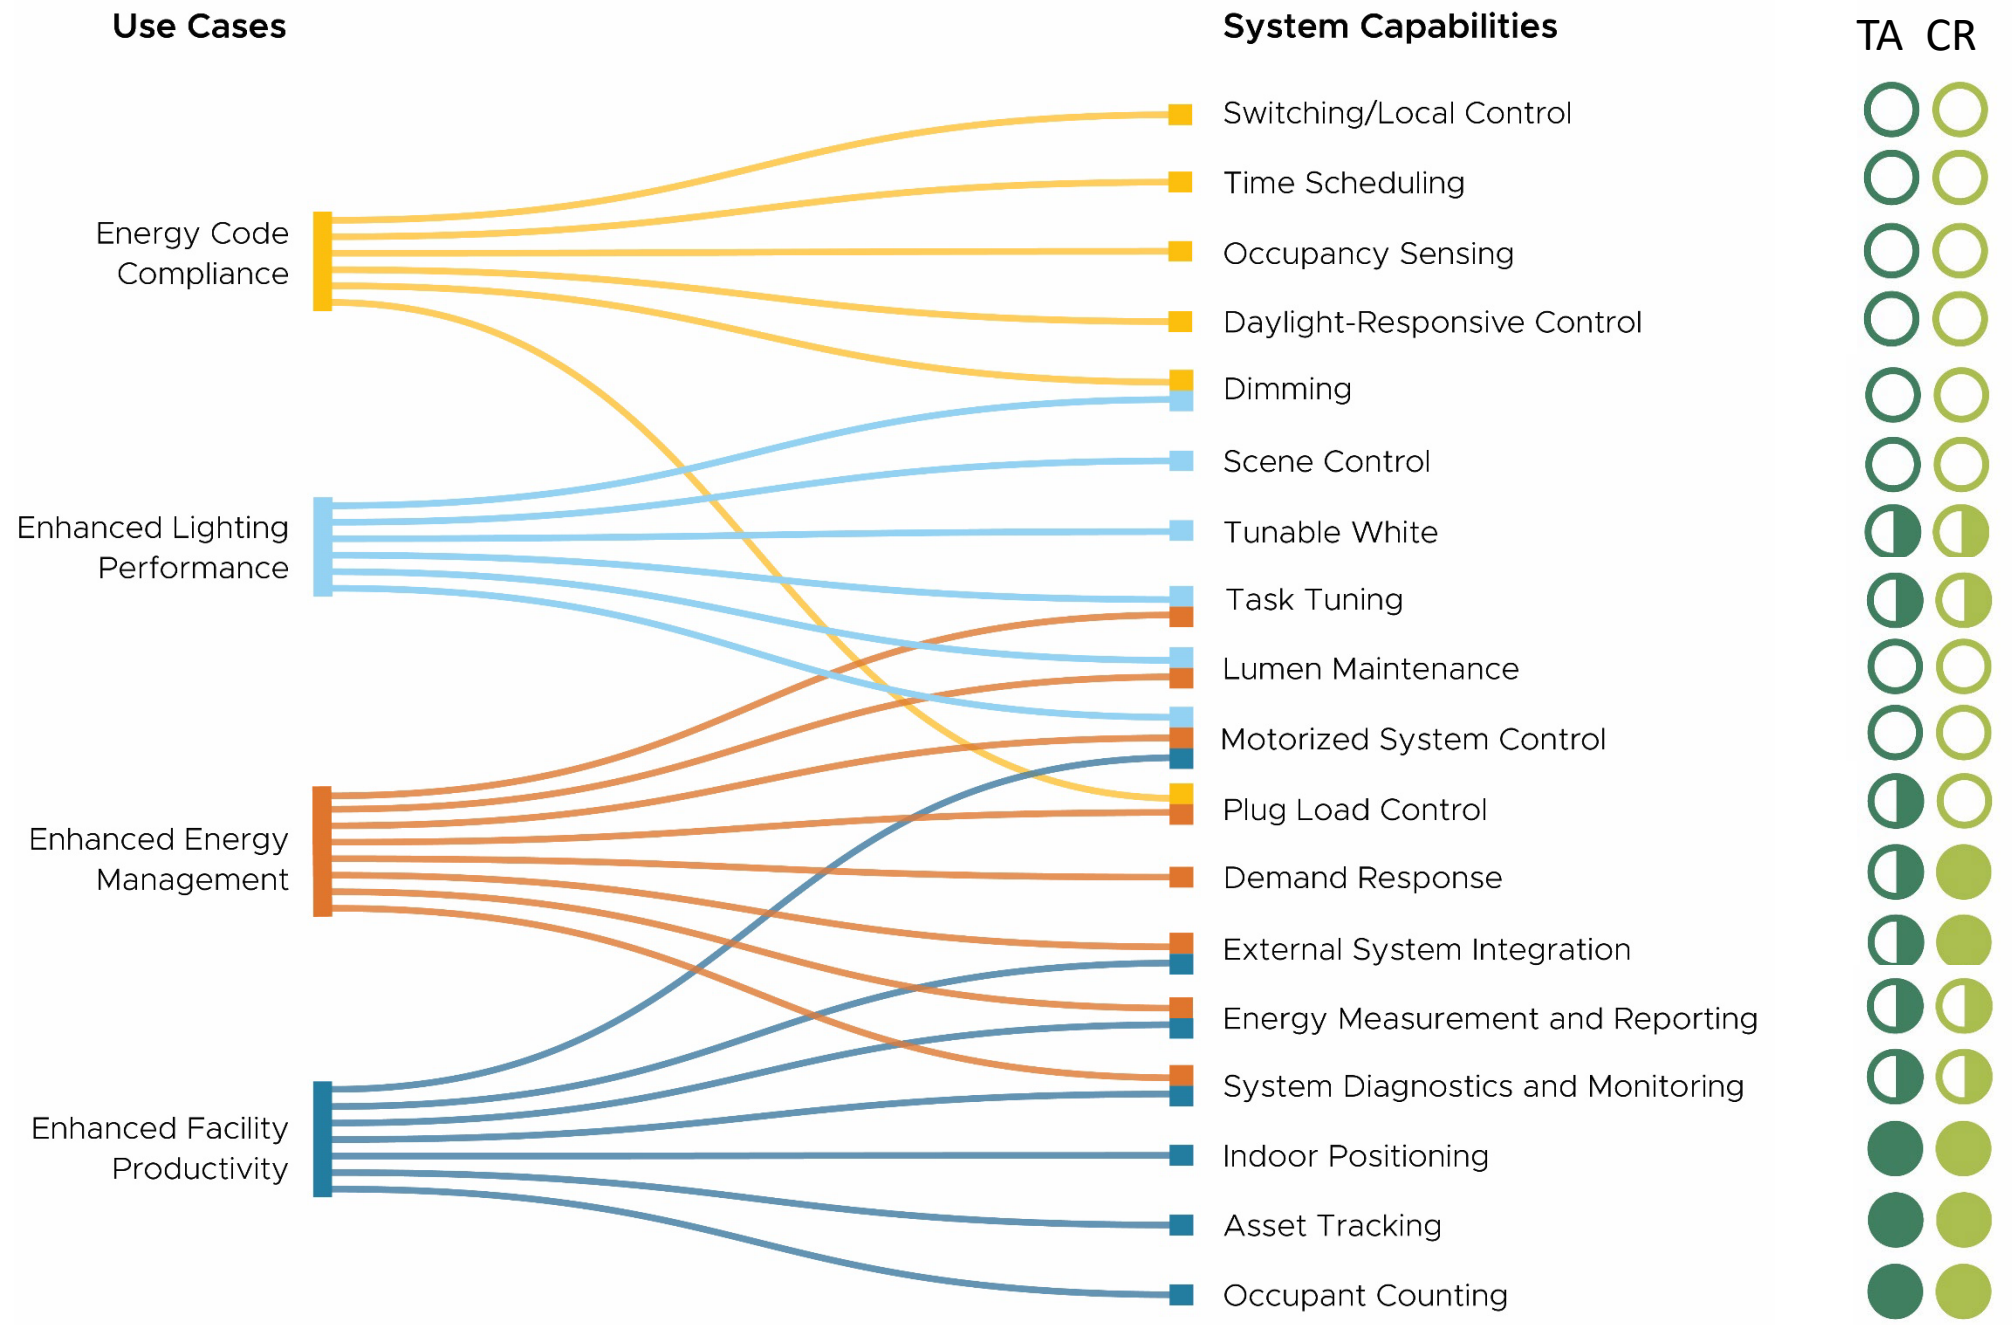 Use Cases
System Capabilities
TA CR
Switching/Local Control
Time Scheduling
Energy Code
Compliance
Occupancy Sensing
Daylight-Responsive Control
Dimming
Scene Control
Enhanced Lighting
Performance
Tunable White
Task Tuning
Lumen Maintenance
Motorized System Control
Plug Load Control
Enhanced Energy
Management
Demand Response
External System Integration
Energy Measurement and Reporting
System Diagnostics and Monitoring
Enhanced Facility
Productivity
Indoor Positioning
Asset Tracking
Occupant Counting